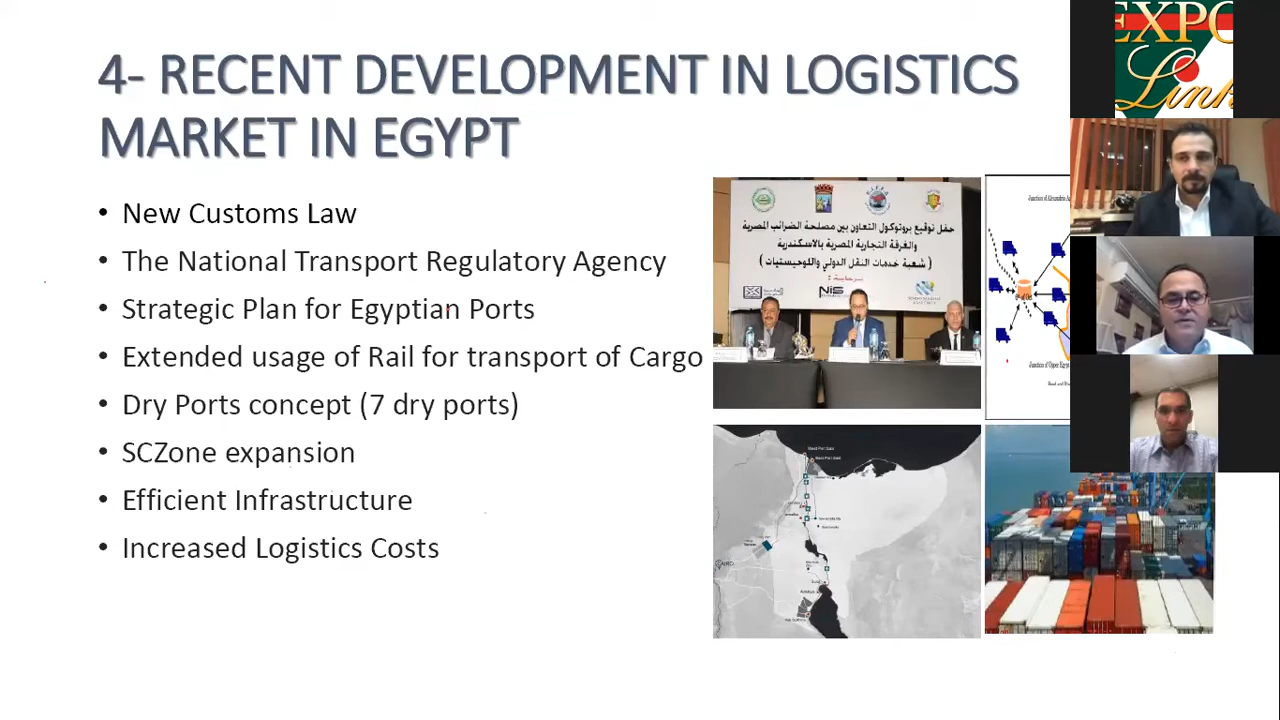 4- RECENT DEVELOPMENT IN LOGISTICS
MARKET IN EGYPT
• New Customs Law
• The National Transport Regulatory Agency
• Strategic Plan for Egyptian Ports
• Extended usage of Rail for transport of Cargo
• Dry Ports concept (7 dry ports)
• SCZone expansion
• Efficient Infrastructure
• Increased Logistics Costs
حفل توقيع بروتوكول التعاون بين مصلحة الضرائب المصرية
والغرفة التجارية المصرية بالاسكندرية
( شعبة خدمات النقل الدولي واللوجيستيات )
NIS
CAIRO
EXPO
Link